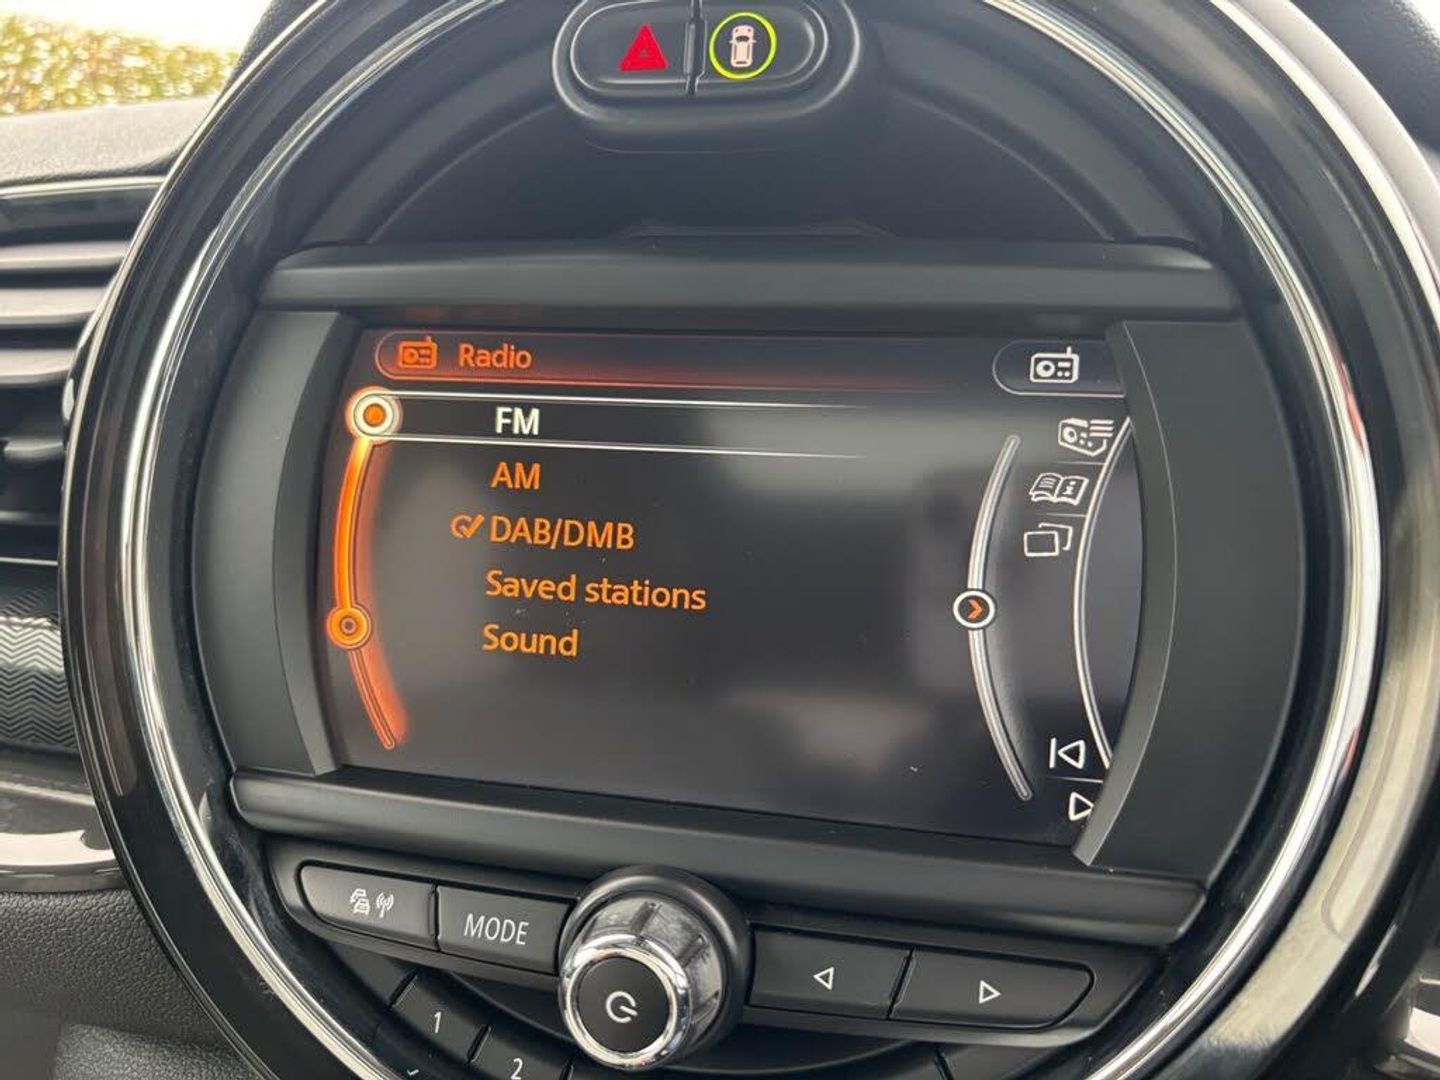 Radio
FM
AM
DAB/DMB
Saved stations
Sound
MODE
1
2